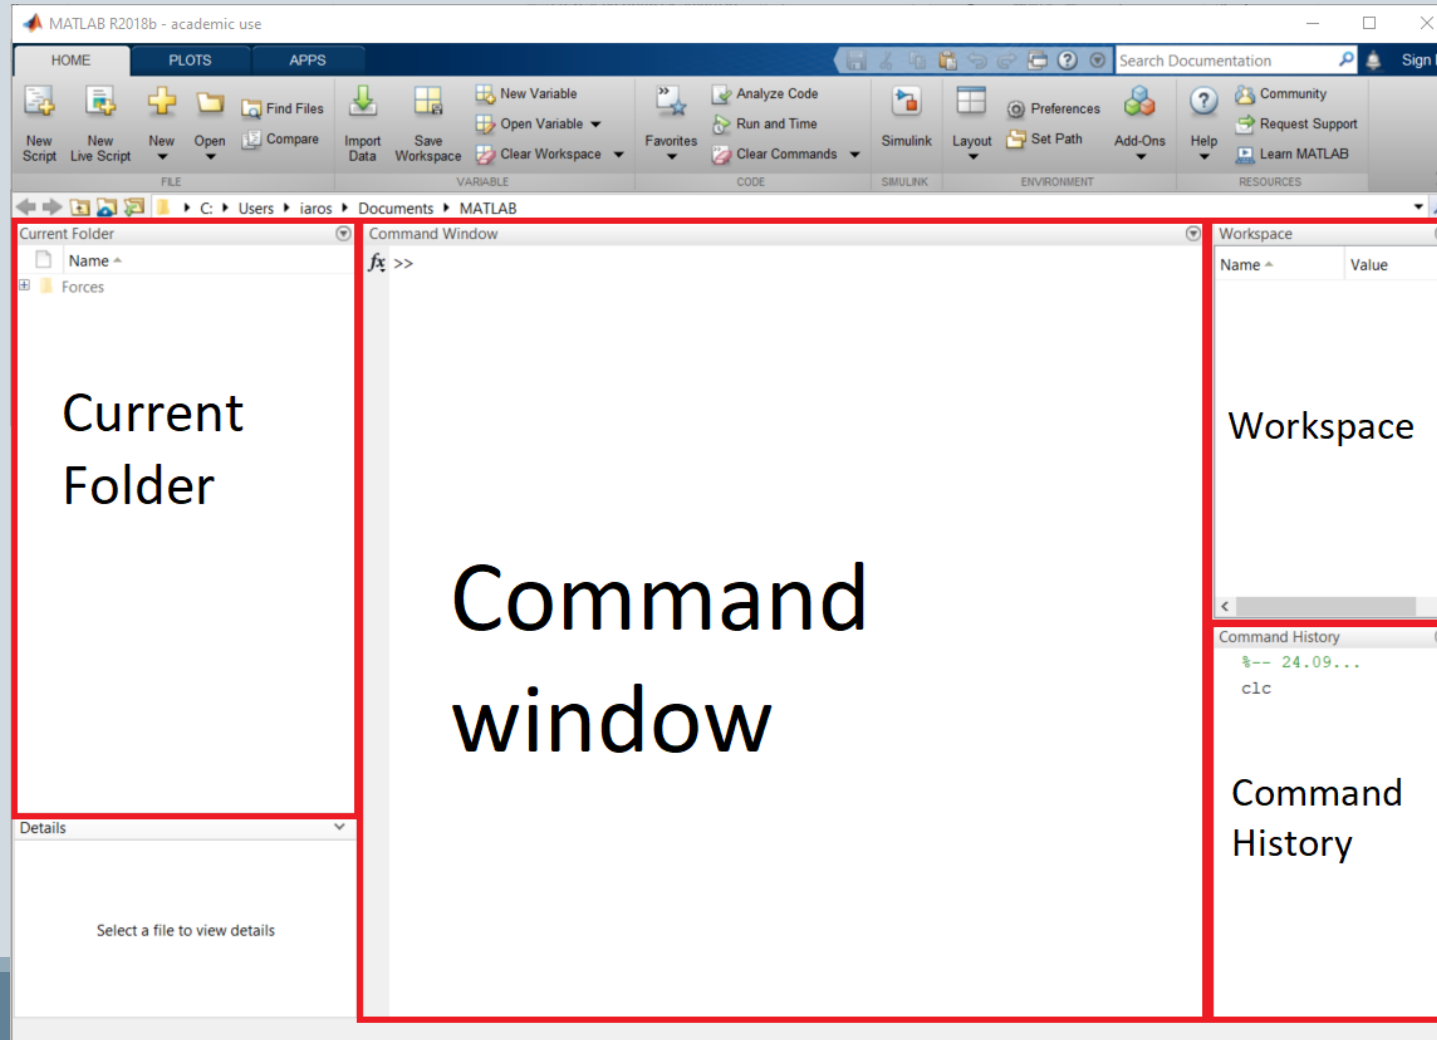 MATLAB R2018b - academic use
HOME PLOTS APPS
Search Documentation
Sign
New Script
New Live Script
New
Open
Find Files
Compare
FILE
Import Data
Save Workspace
New Variable
Open Variable
Clear Workspace
VARIABLE
Favorites
Analyze Code
Run and Time
Clear Commands
CODE
Simulink
SIMULINK
Layout
Preferences
Set Path
Add-Ons
ENVIRONMENT
Help
Community
Request Support
Learn MATLAB
RESOURCES
C: Users iaros Documents MATLAB
Current Folder
Name
Forces
Current
Folder
Details
Select a file to view details
Command Window
fx >>
Command
window
Workspace
Name Value
Workspace
Command History
%-- 24.09...
clc
Command
History